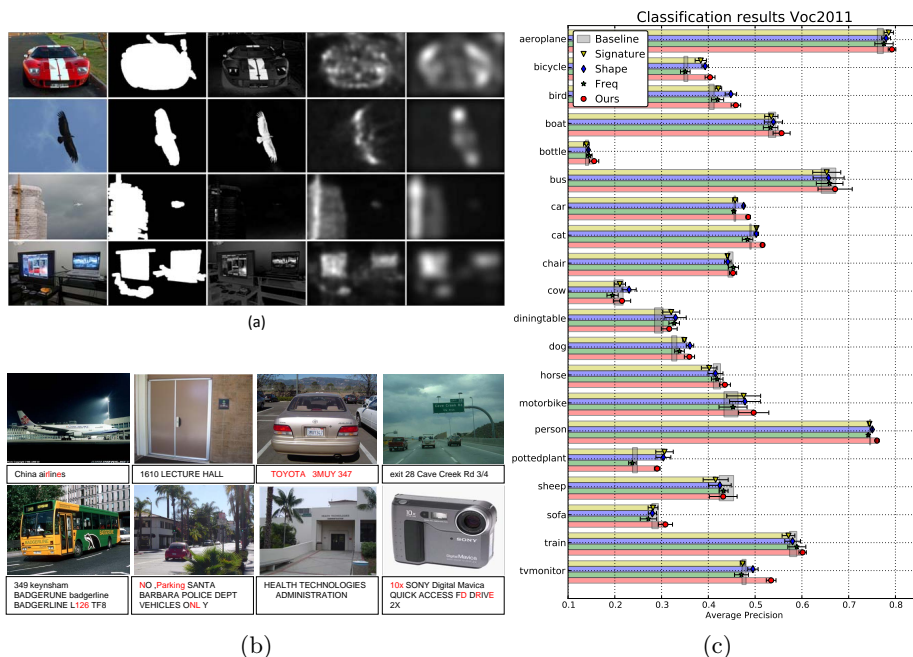 (a)
China airlines
1610 LECTURE HALL
TOYOTA 3MUY 347
exit 28 Cave Creek Rd 3/4
10x
SONY
Digital Mavica
349 keynsham
BADGERUNE badgerline
BADGERLINE L126 TF8
NO ,Parking SANTA
BARBARA POLICE DEPT
VEHICLES ONL Y
HEALTH TECHNOLOGIES
ADMINISTRATION
10x SONY Digital Mavica
QUICK ACCESS FD DRIVE
2X
(b)
Classification results Voc2011
Baseline
Signature
Shape
Freq
Ours
aeroplane
bicycle
bird
boat
bottle
bus
car
cat
chair
cow
diningtable
dog
horse
motorbike
person
pottedplant
sheep
sofa
train
tvmonitor
0.1 0.2 0.3 0.4 0.5 0.6 0.7 0.8
Average Precision
(c)